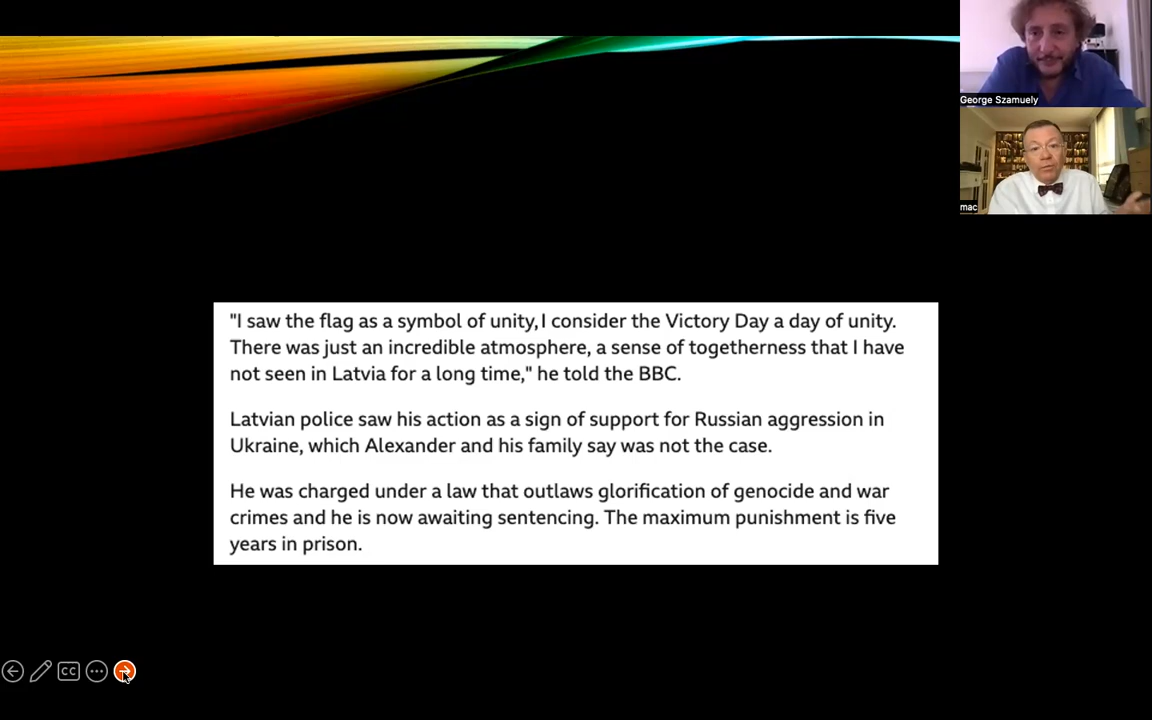 George Szamuely
mac
"I saw the flag as a symbol of unity,I consider the Victory Day a day of unity.
There was just an incredible atmosphere, a sense of togetherness that I have
not seen in Latvia for a long time," he told the BBC.
Latvian police saw his action as a sign of support for Russian aggression in
Ukraine, which Alexander and his family say was not the case.
He was charged under a law that outlaws glorification of genocide and war
crimes and he is now awaiting sentencing. The maximum punishment is five
years in prison.
CC